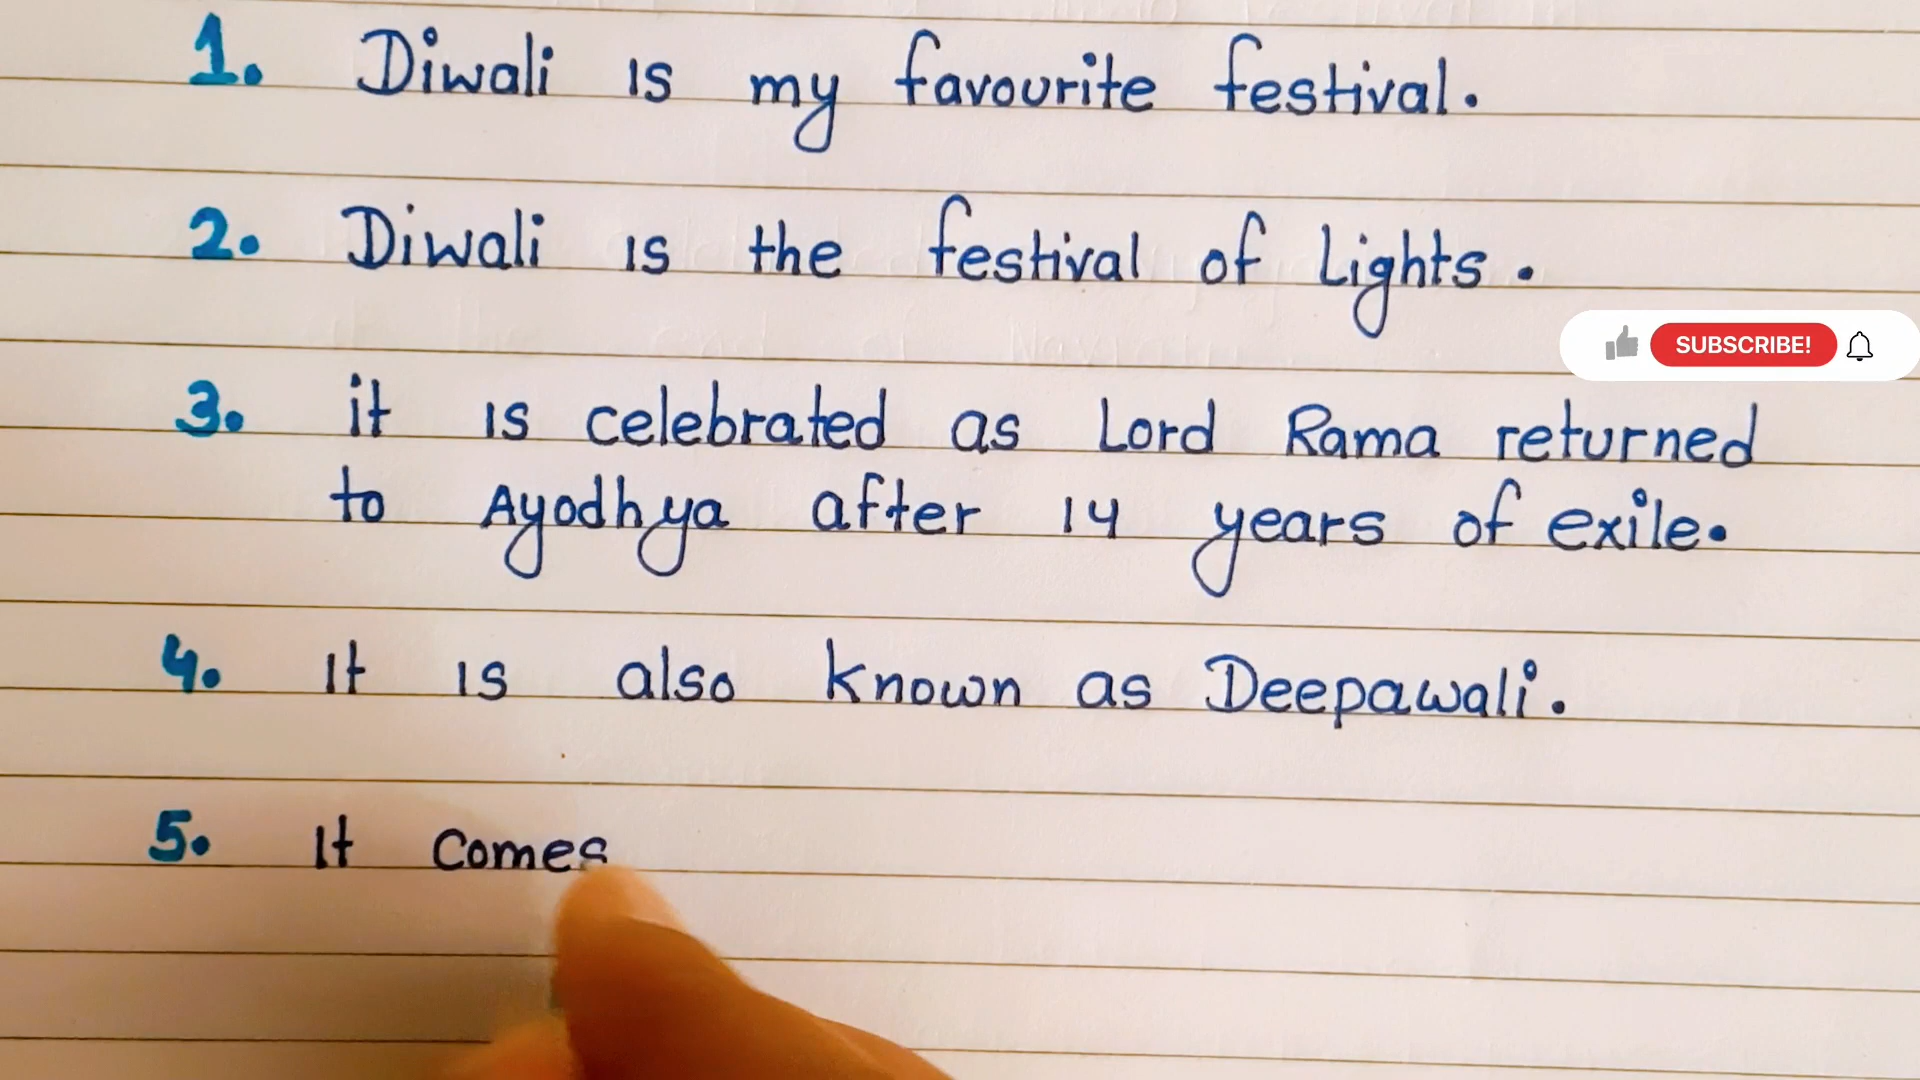 1. Diwali is my favourite festival.
2. Diwali is the festival of Lights.
SUBSCRIBE!
3. it is celebrated as Lord Rama returned
to Ayodhya after 14 years of exile.
4. It is also known as Deepawali.
5. It Comes